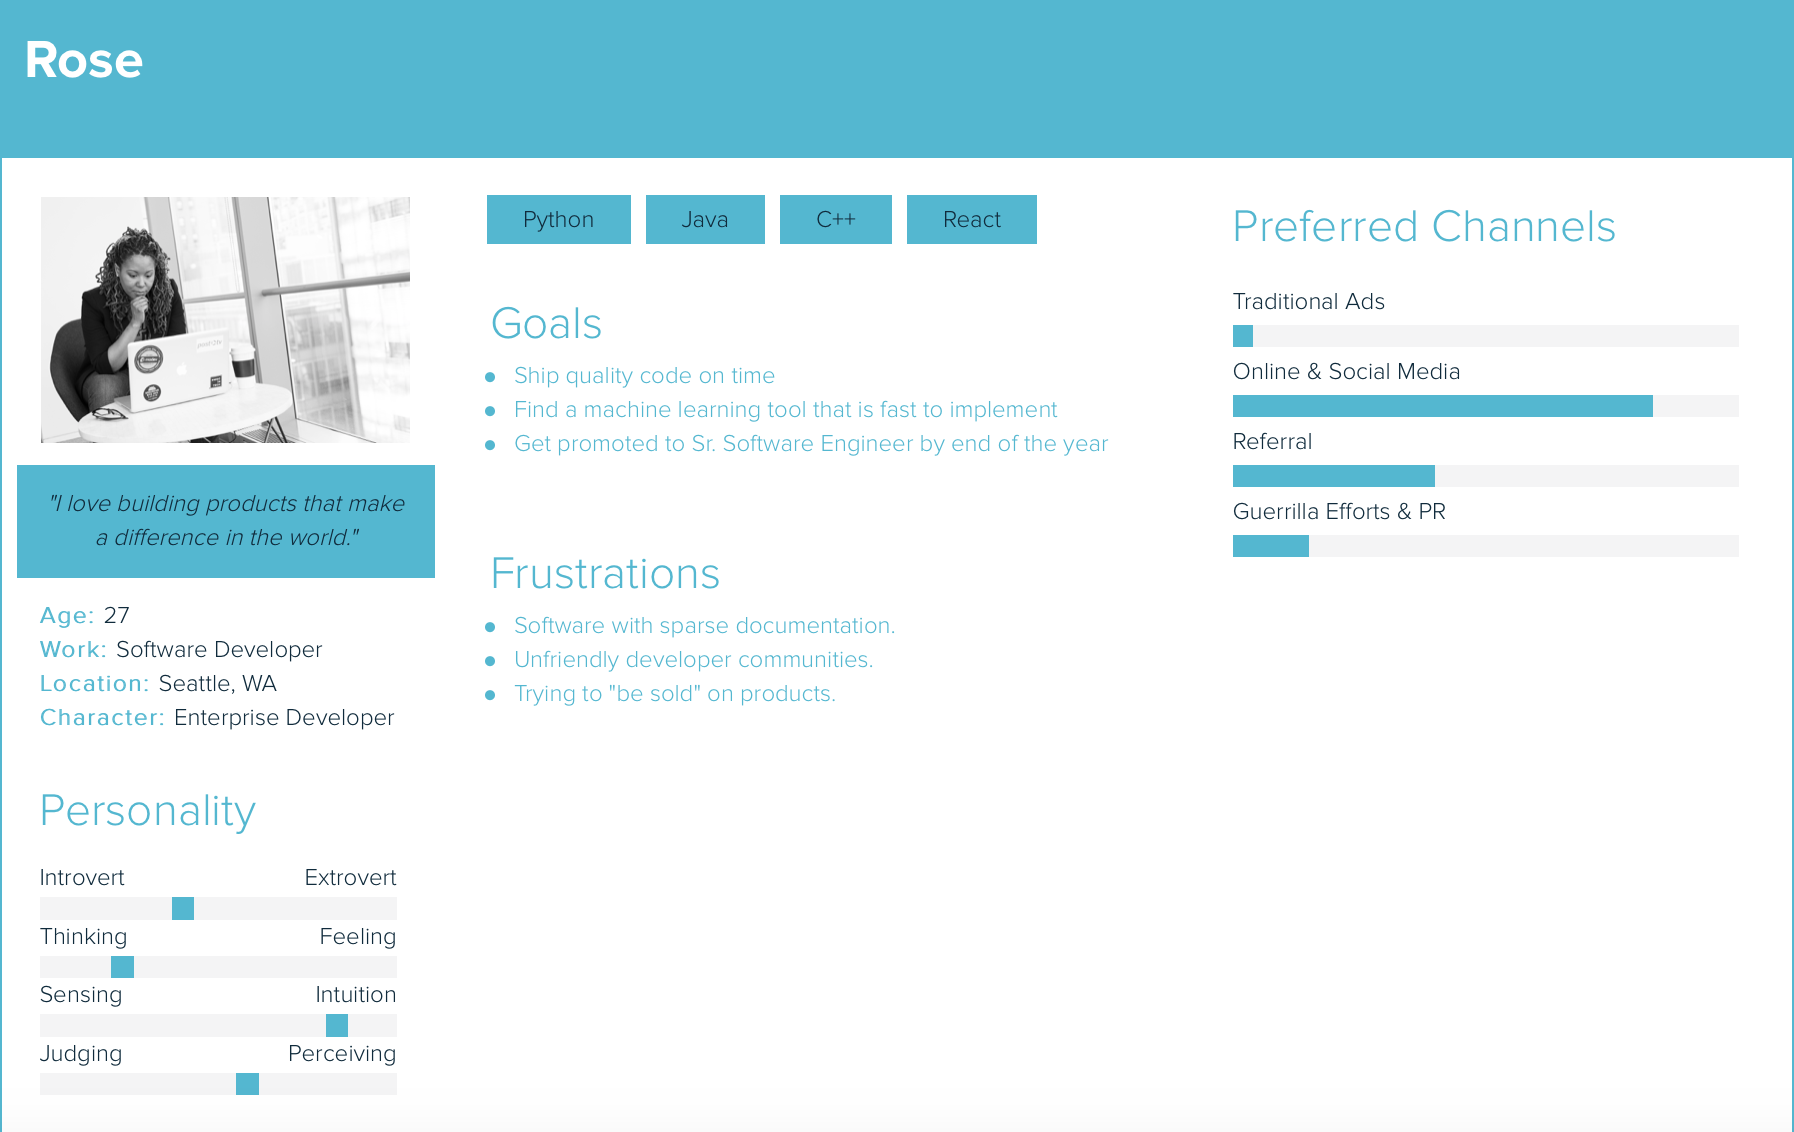 Rose
"I love building products that make
a difference in the world."
Age: 27
Work: Software Developer
Location: Seattle, WA
Character: Enterprise Developer
Personality
Introvert Extrovert
Thinking Feeling
Sensing Intuition
Judging Perceiving
Python Java C++ React
Goals
Ship quality code on time
Find a machine learning tool that is fast to implement
Get promoted to Sr. Software Engineer by end of the year
Frustrations
Software with sparse documentation.
Unfriendly developer communities.
Trying to "be sold" on products.
Preferred Channels
Traditional Ads
Online & Social Media
Referral
Guerrilla Efforts & PR